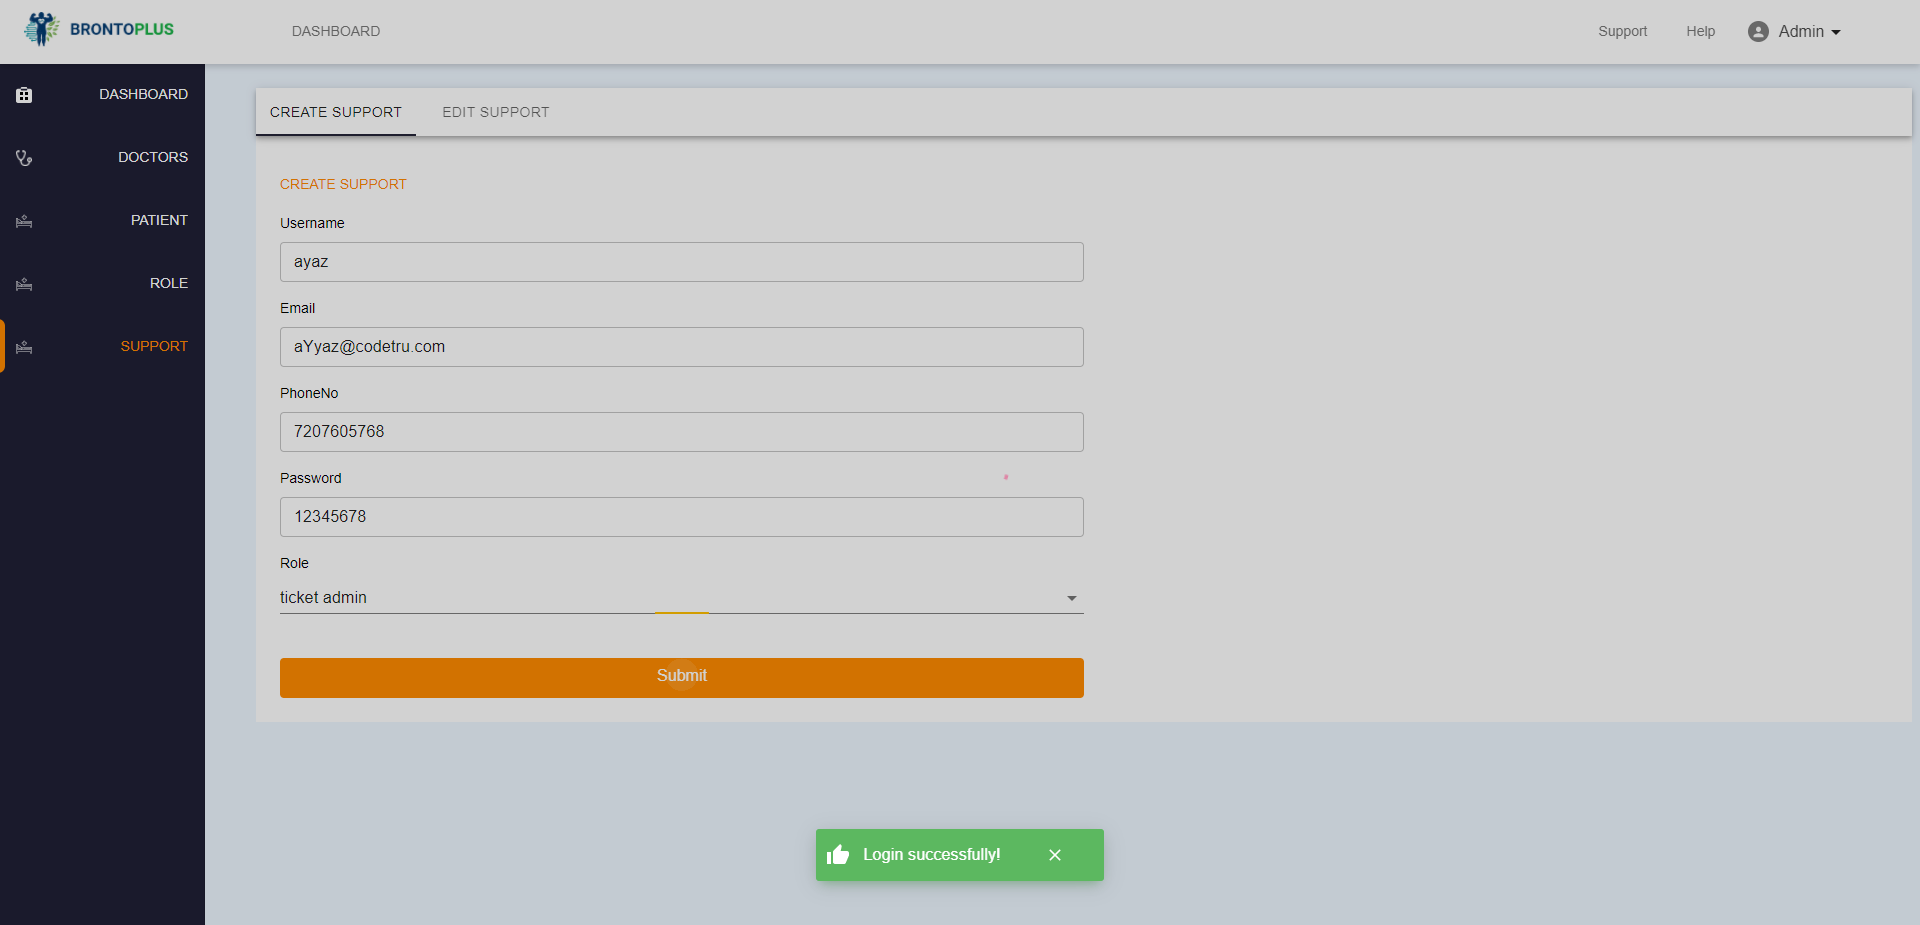 BRONTOPLUS
DASHBOARD
Support
Help
Admin
DASHBOARD
DOCTORS
PATIENT
ROLE
SUPPORT
CREATE SUPPORT
EDIT SUPPORT
CREATE SUPPORT
Username
ayaz
Email
aYyaz@codetru.com
PhoneNo
7207605768
Password *
12345678
Role
ticket admin
Submit
Login successfully!